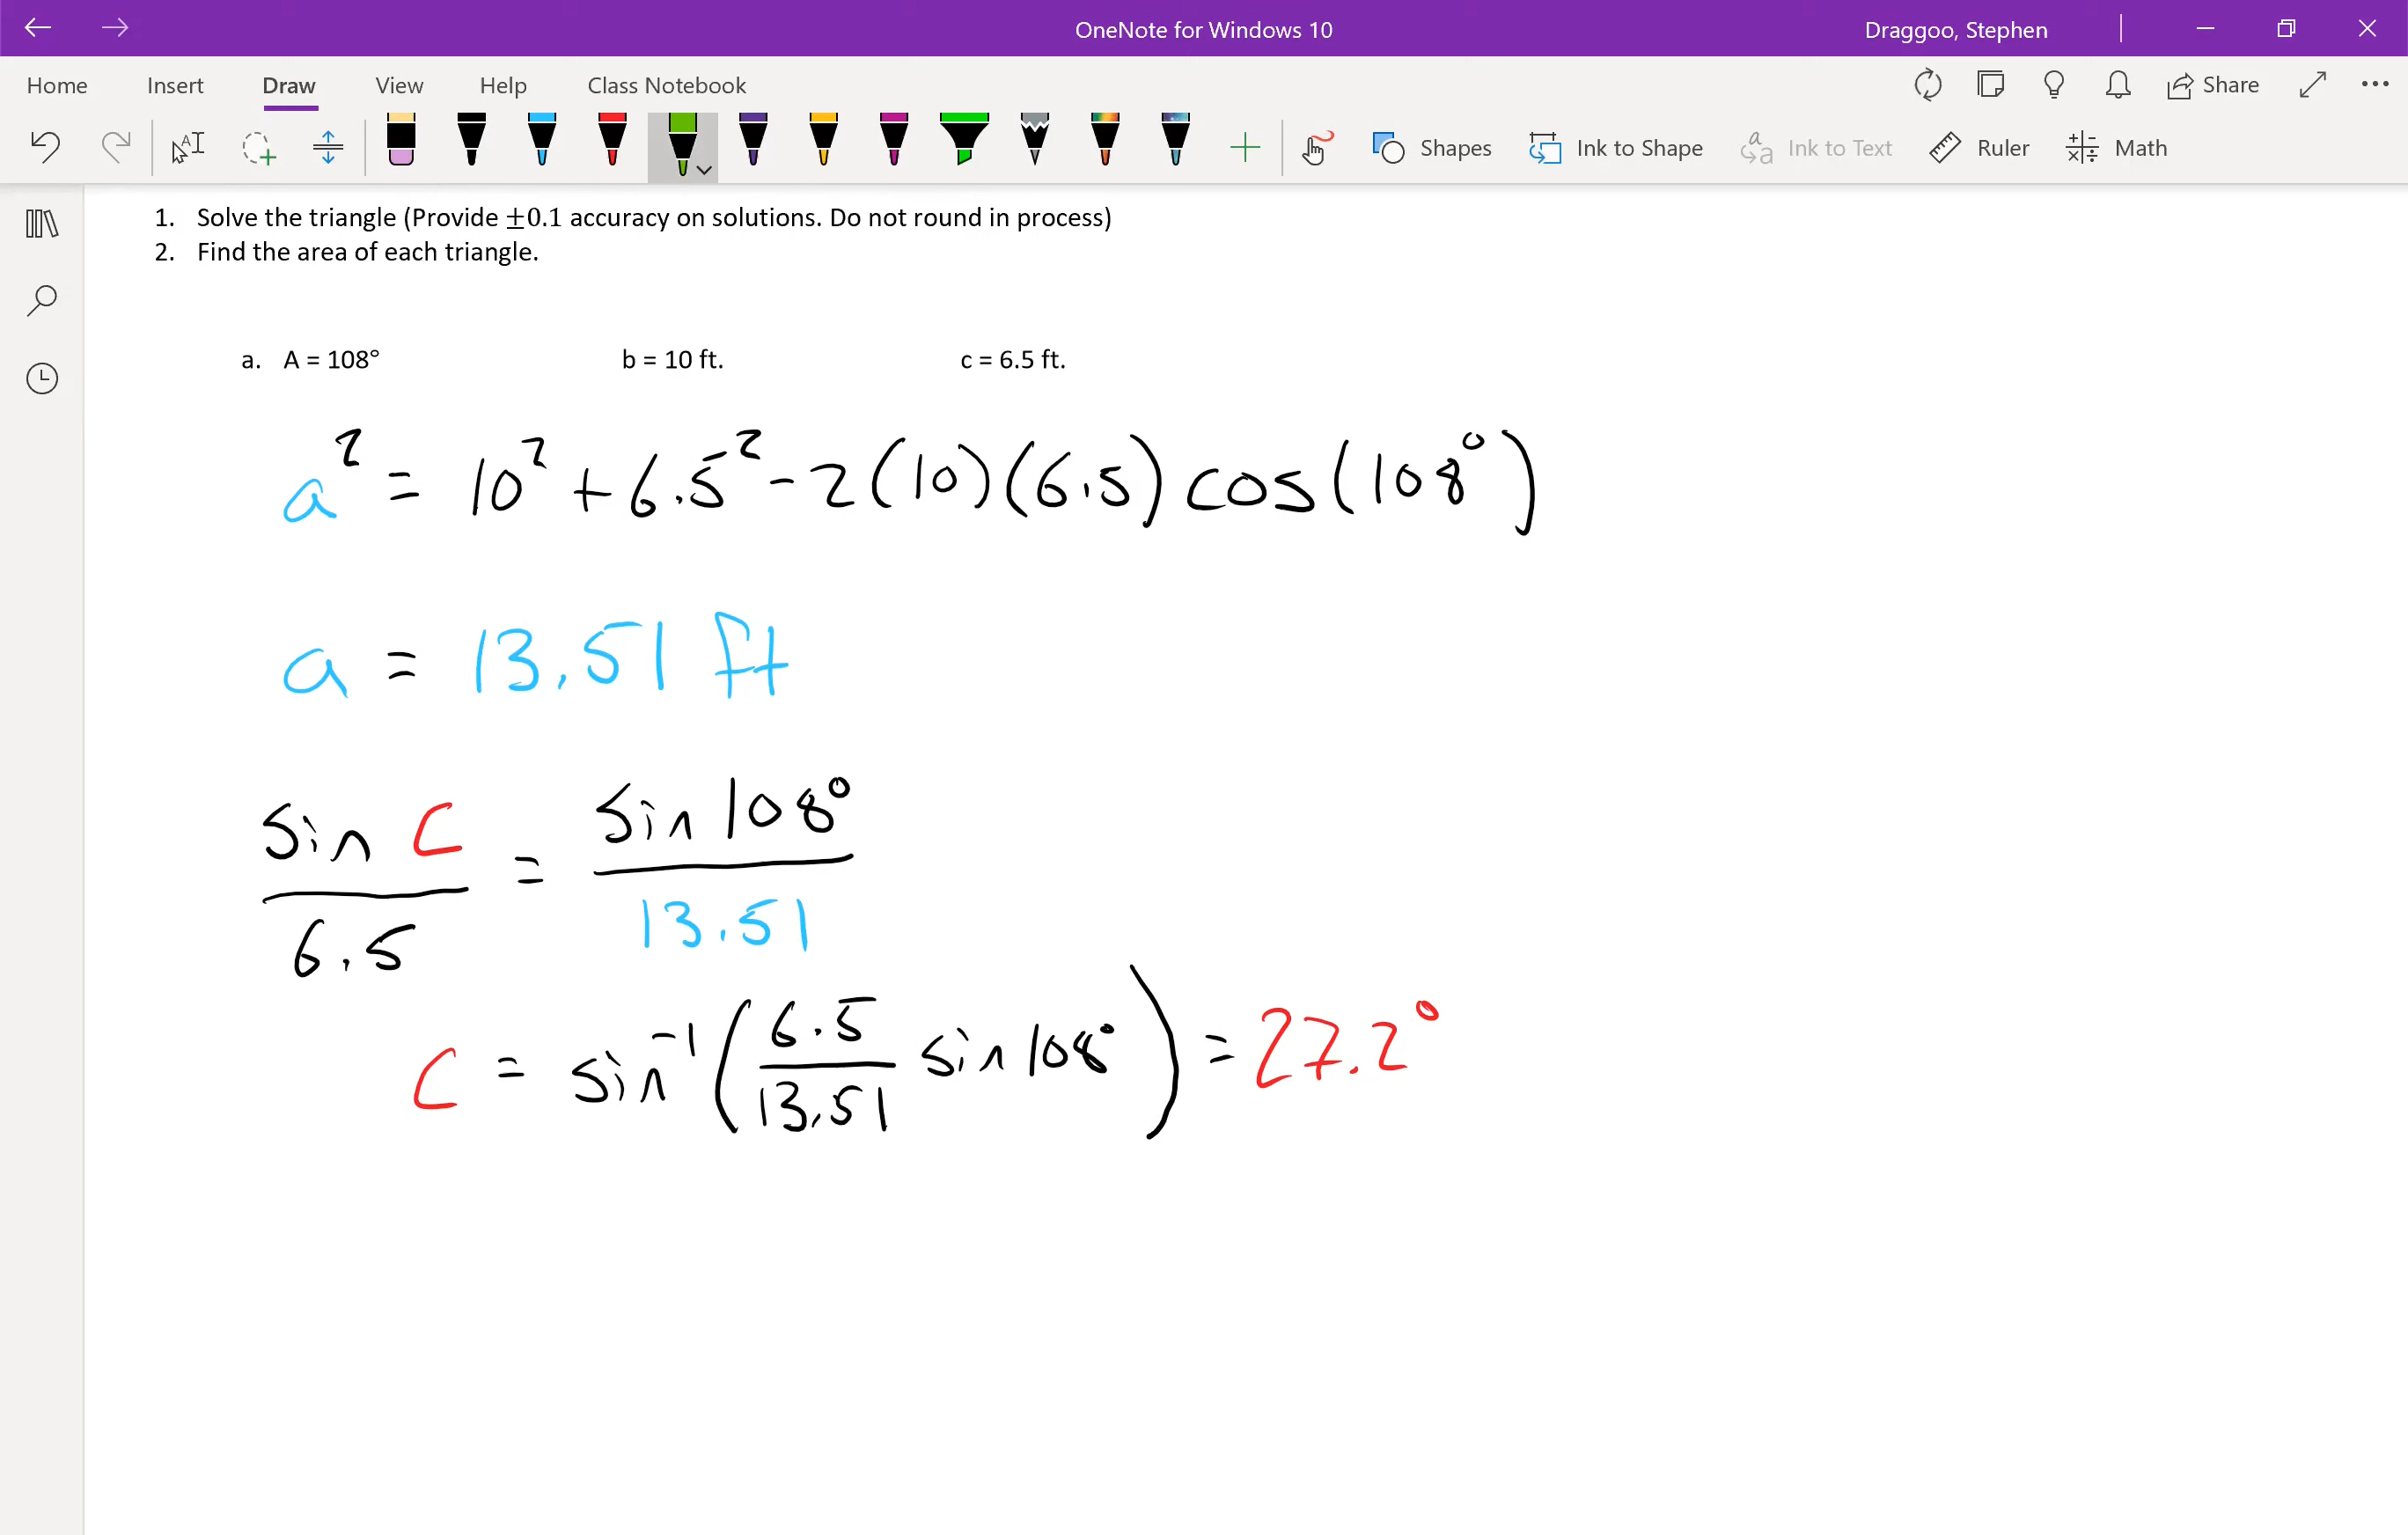 OneNote for Windows 10
Draggoo, Stephen
Home Insert Draw View Help Class Notebook Share
Shapes Ink to Shape Ink to Text Ruler Math
1. Solve the triangle (Provide ±0.1 accuracy on solutions. Do not round in process)
2. Find the area of each triangle.
a. A = 108° b = 10 ft. c = 6.5 ft.
a² = 10² + 6.5² - 2(10)(6.5) cos(108°)
a = 13.51 ft
sin C / 6.5 = sin 108° / 13.51
C = sin⁻¹(6.5/13.51 sin 108°) = 27.2°